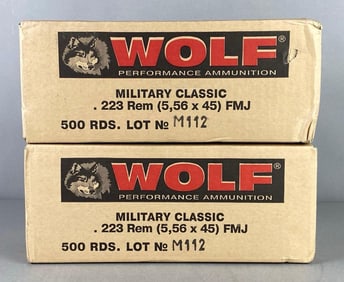 WOLF®
PERFORMANCE AMMUNITION
MILITARY CLASSIC
. 223 Rem (5,56 x 45) FMJ
500 RDS. LOT № M112
WOLF®
PERFORMANCE AMMUNITION
MILITARY CLASSIC
. 223 Rem (5,56 x 45) FMJ
500 RDS. LOT № M112